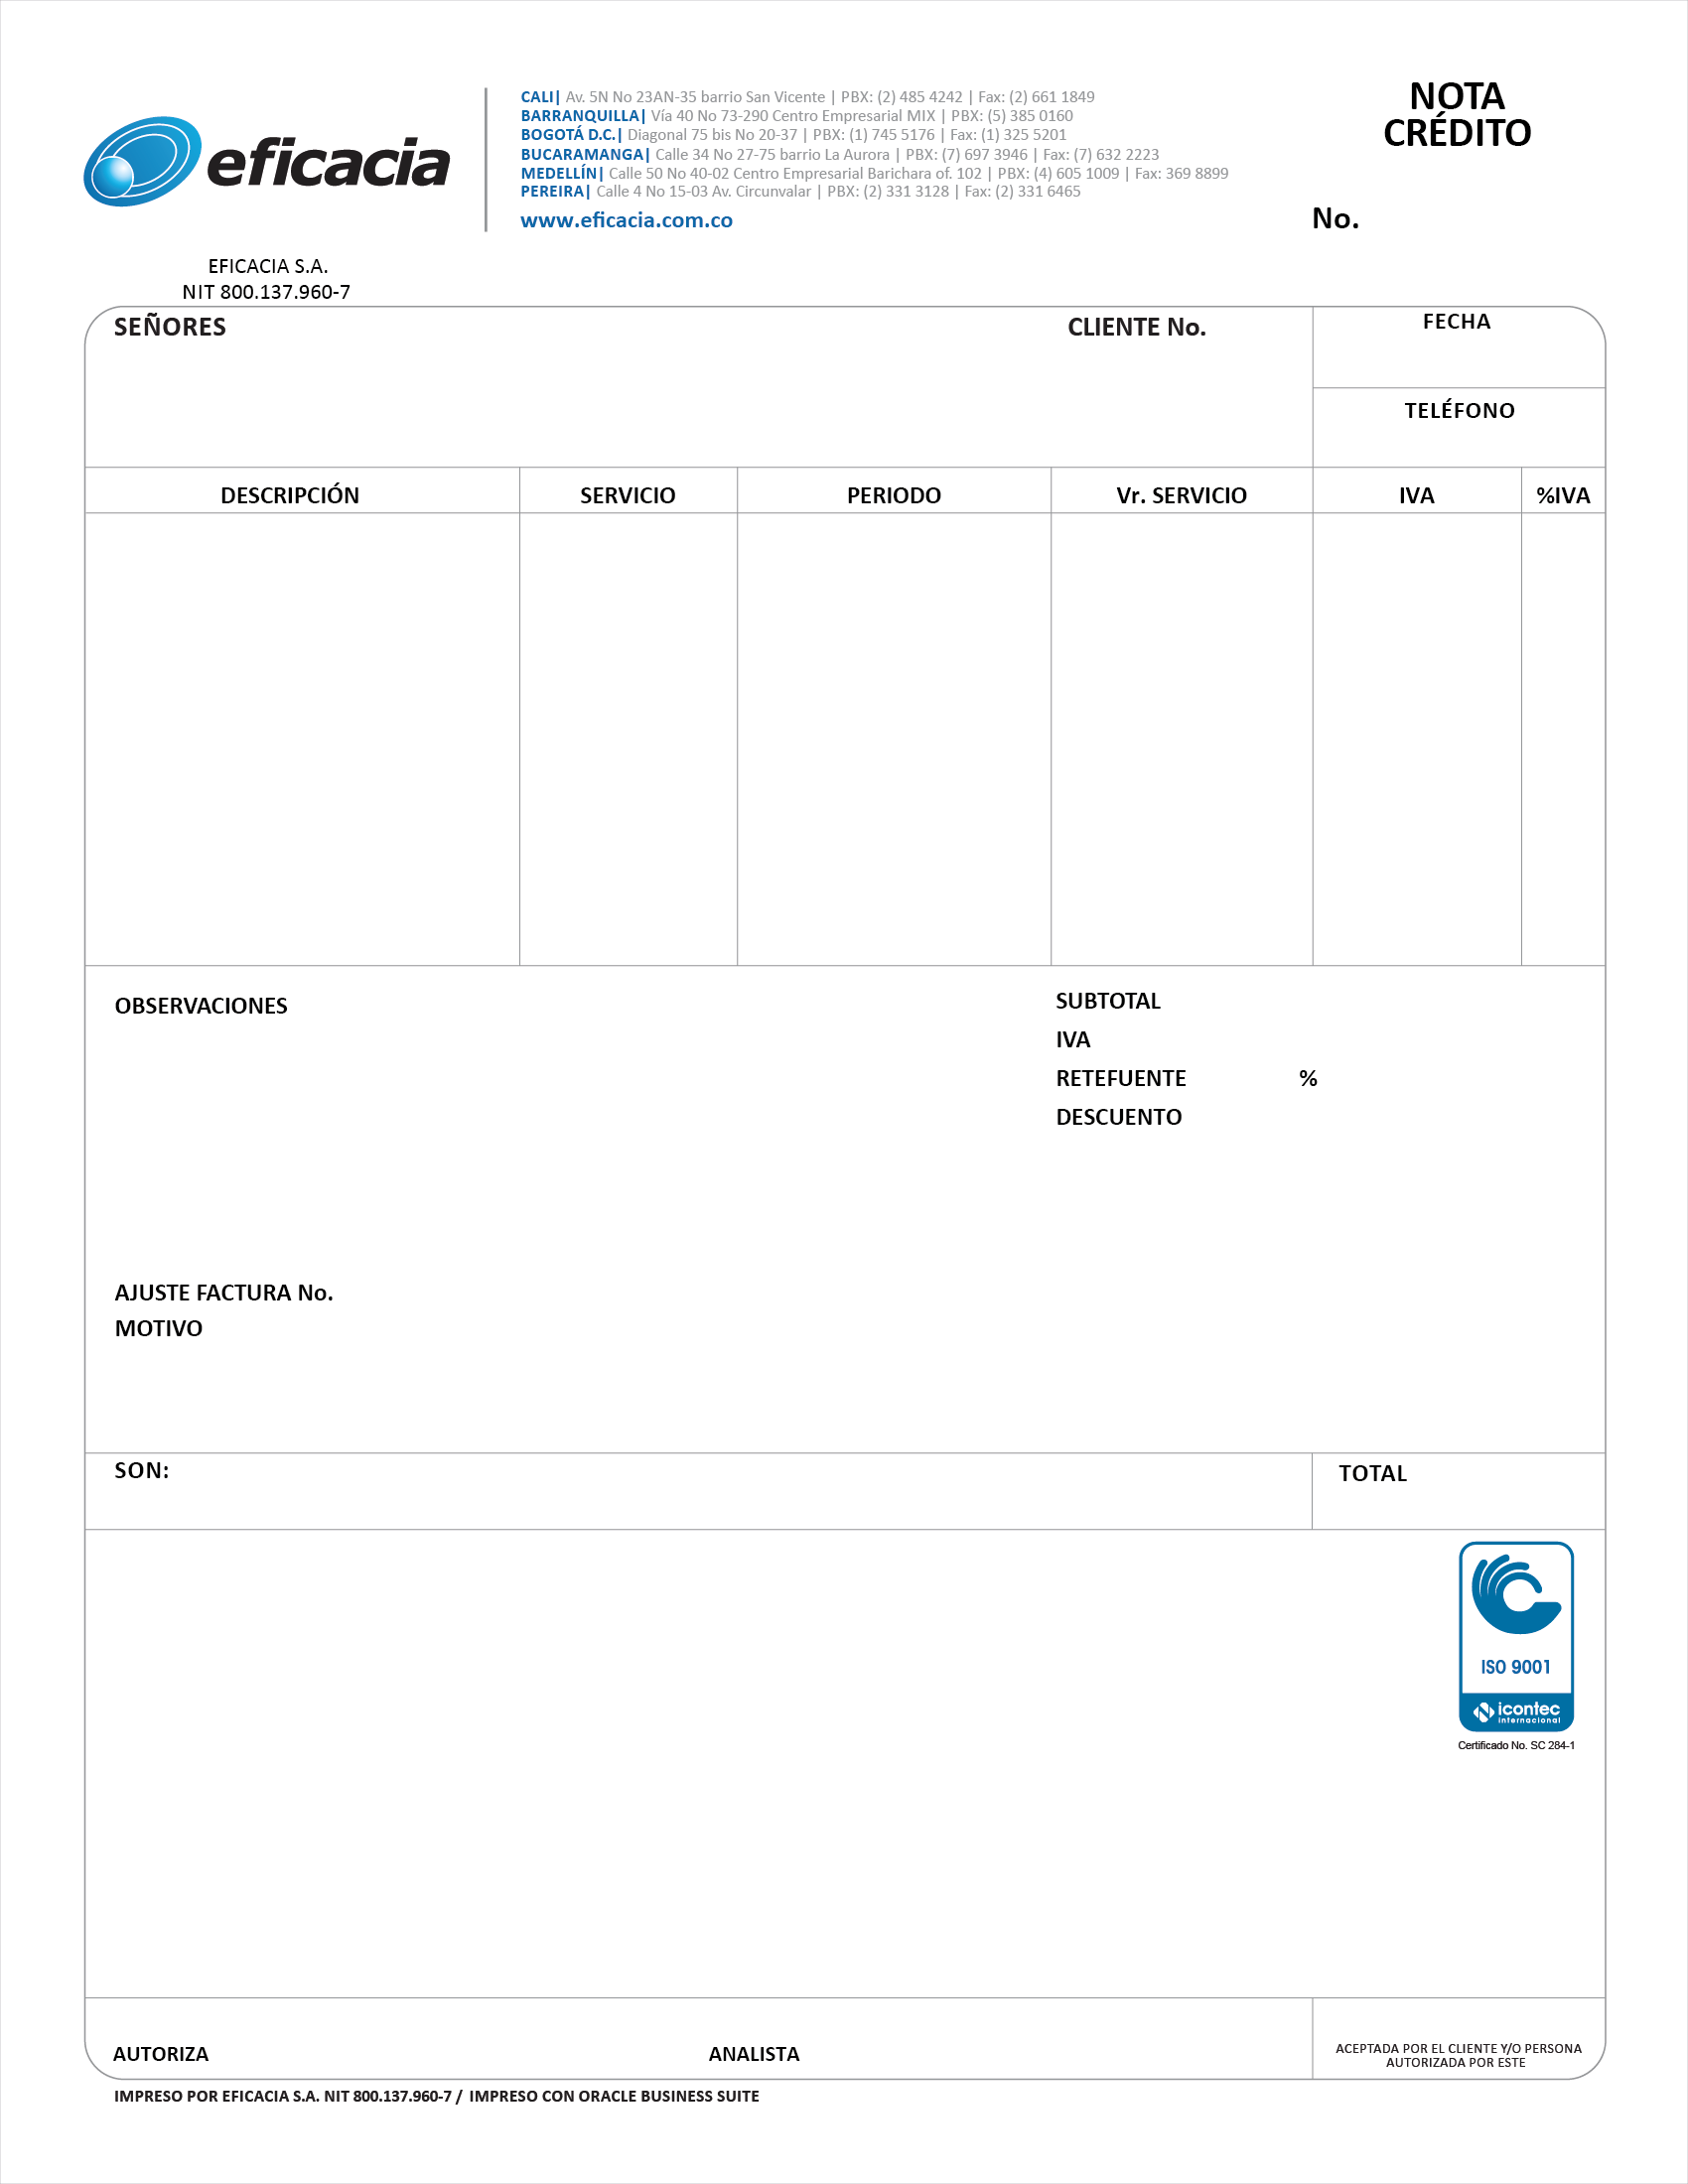 eficacia
CALI| Av. 5N No 23AN-35 barrio San Vicente | PBX: (2) 485 4242 | Fax: (2) 661 1849
BARRANQUILLA| Vía 40 No 73-290 Centro Empresarial MIX | PBX: (5) 385 0160
BOGOTÁ D.C.| Diagonal 75 bis No 20-37 | PBX: (1) 745 5176 | Fax: (1) 325 5201
BUCARAMANGA| Calle 34 No 27-75 barrio La Aurora | PBX: (7) 697 3946 | Fax: (7) 632 2223
MEDELLÍN| Calle 50 No 40-02 Centro Empresarial Barichara of. 102 | PBX: (4) 605 1009 | Fax: 369 8899
PEREIRA| Calle 4 No 15-03 Av. Circunvalar | PBX: (2) 331 3128 | Fax: (2) 331 6465
www.eficacia.com.co
NOTA
CRÉDITO
No.
EFICACIA S.A.
NIT 800.137.960-7
SEÑORES CLIENTE No. FECHA
TELÉFONO
DESCRIPCIÓN SERVICIO PERIODO Vr. SERVICIO IVA %IVA
OBSERVACIONES
SUBTOTAL
IVA
RETEFUENTE %
DESCUENTO
AJUSTE FACTURA No.
MOTIVO
SON: TOTAL
ISO 9001
icontec
internacional
Certificado No. SC 284-1
AUTORIZA ANALISTA
ACEPTADA POR EL CLIENTE Y/O PERSONA
AUTORIZADA POR ESTE
IMPRESO POR EFICACIA S.A. NIT 800.137.960-7 / IMPRESO CON ORACLE BUSINESS SUITE